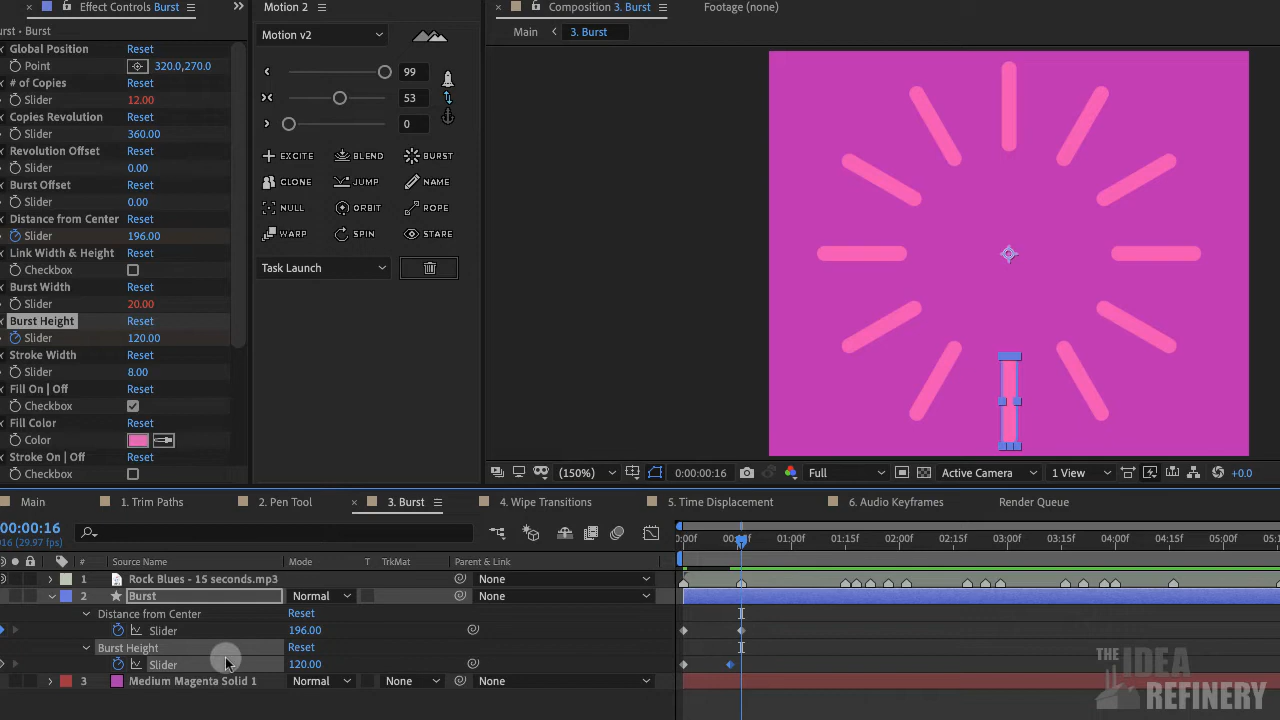 Effect Controls Burst
Motion 2
Composition 3. Burst
Footage (none)
Burst
Motion v2
Main
3. Burst
Global Position Reset
Point 320.0,270.0
# of Copies Reset
Slider 12.00
Copies Revolution Reset
Slider 360.00
Revolution Offset Reset
Slider 0.00
Burst Offset Reset
Slider 0.00
Distance from Center Reset
Slider 196.00
Link Width & Height Reset
Checkbox
Burst Width Reset
Slider 20.00
Burst Height Reset
Slider 120.00
Stroke Width Reset
Slider 8.00
Fill On | Off Reset
Checkbox
Fill Color Reset
Color
Stroke On | Off Reset
Checkbox
99
53
0
EXCITE BLEND BURST
CLONE JUMP NAME
NULL ORBIT ROPE
WARP SPIN STARE
Task Launch
(150%) 0:00:00:16 Full Active Camera 1 View +0.0
Main 1. Trim Paths 2. Pen Tool 3. Burst 4. Wipe Transitions 5. Time Displacement 6. Audio Keyframes Render Queue
00:00:16
016 (29.97 fps)
01:00f 01:15f 02:00f 02:15f 03:00f 03:15f 04:00f 04:15f 05:00f
# Source Name Mode T TrkMat Parent & Link
1 Rock Blues - 15 seconds.mp3 None
2 Burst Normal None
Distance from Center Reset
Slider 196.00
Burst Height Reset
Slider 120.00
3 Medium Magenta Solid 1 Normal None None
THE IDEA
REFINERY